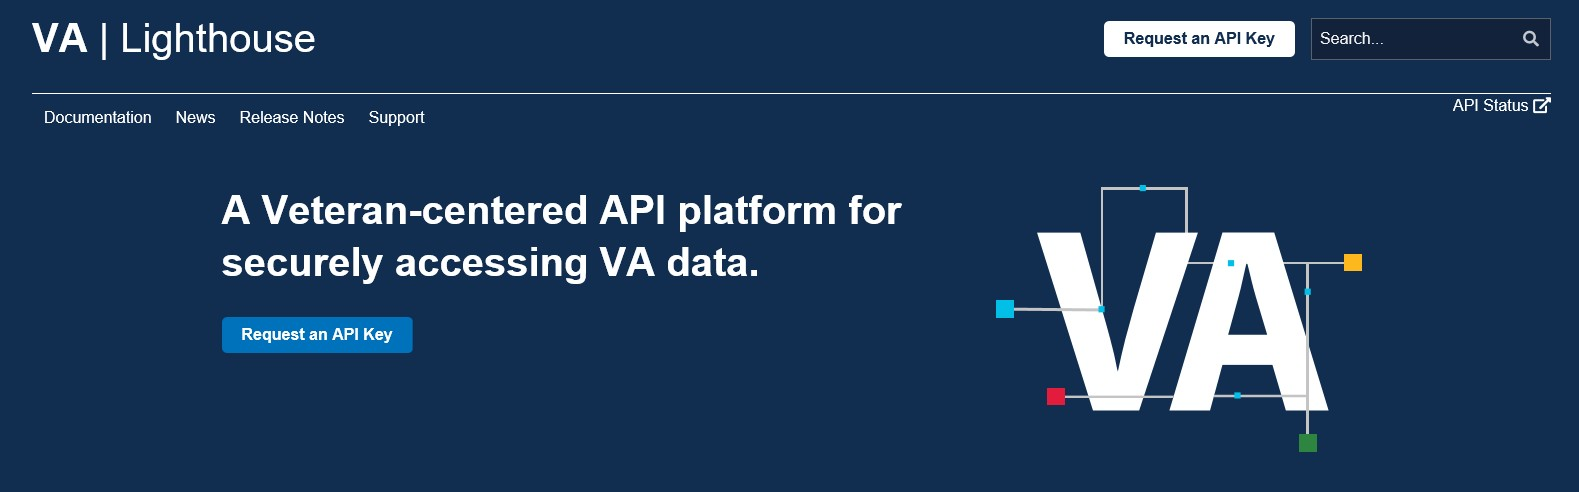 VA | Lighthouse
Request an API Key
Search...
Documentation
News
Release Notes
Support
API Status
A Veteran-centered API platform for
securely accessing VA data.
Request an API Key
VA